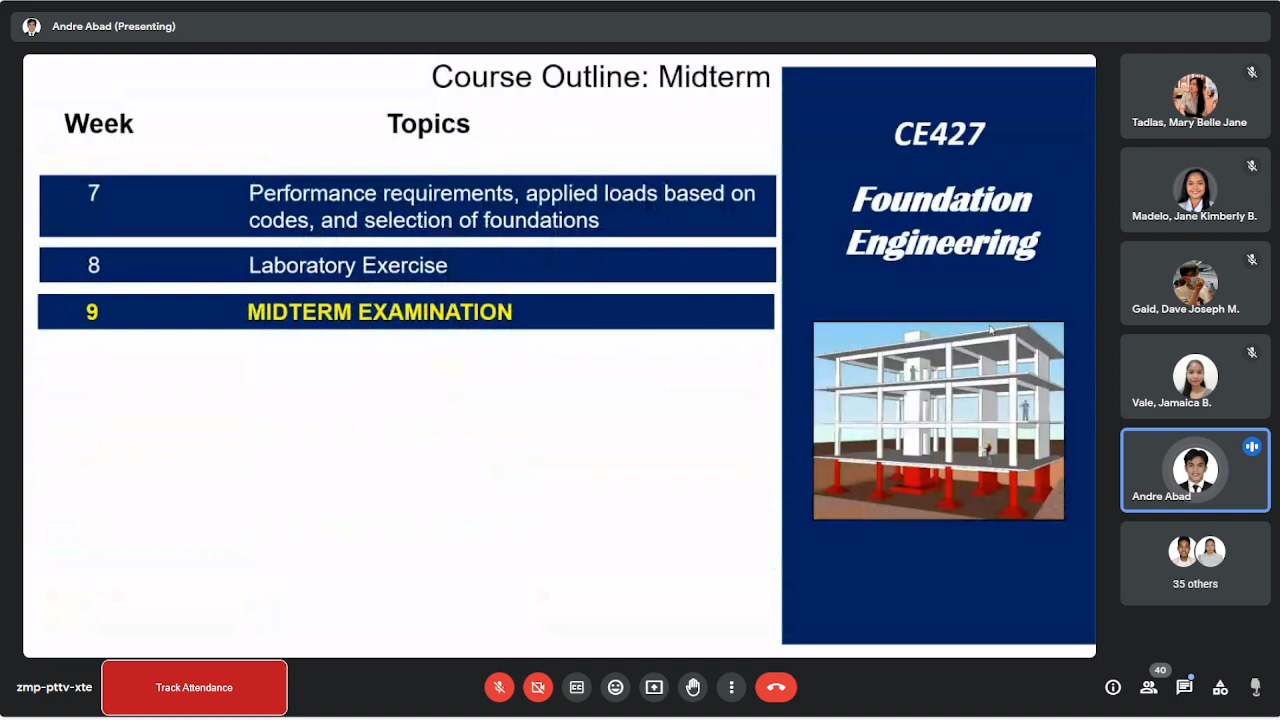 Andre Abad (Presenting)
Course Outline: Midterm
Week Topics
7 Performance requirements, applied loads based on
codes, and selection of foundations
8 Laboratory Exercise
9 MIDTERM EXAMINATION
CE427
Foundation
Engineering
Tadlas, Mary Belle Jane
Madelo, Jane Kimberly B.
Gaid, Dave Joseph M.
Vale, Jamaica B.
Andre Abad
35 others
zmp-pttv-xte
Track Attendance
40